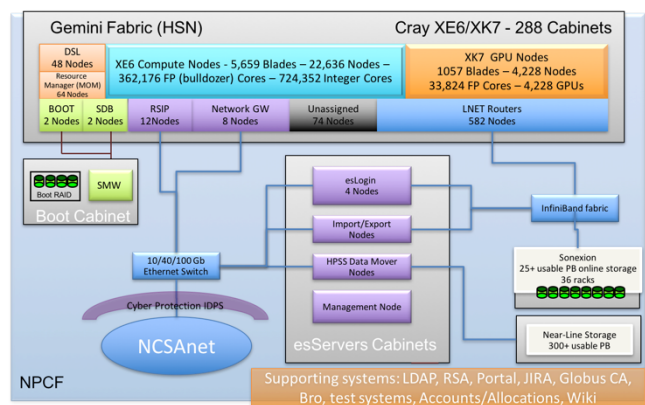 Gemini Fabric (HSN)
Cray XE6/XK7 - 288 Cabinets
DSL
48 Nodes
Resource
Manager (MOM)
64 Nodes
XE6 Compute Nodes - 5,659 Blades – 22,636 Nodes –
362,176 FP (bulldozer) Cores – 724,352 Integer Cores
XK7 GPU Nodes
1057 Blades – 4,228 Nodes
33,824 FP Cores – 4,228 GPUs
BOOT
2 Nodes
SDB
2 Nodes
RSIP
12Nodes
Network GW
8 Nodes
Unassigned
74 Nodes
LNET Routers
582 Nodes
Boot RAID
SMW
Boot Cabinet
esLogin
4 Nodes
Import/Export
Nodes
HPSS Data Mover
Nodes
Management Node
esServers Cabinets
InfiniBand fabric
10/40/100 Gb
Ethernet Switch
Sonexion
25+ usable PB online storage
36 racks
Cyber Protection IDPS
NCSAnet
Near-Line Storage
300+ usable PB
NPCF
Supporting systems: LDAP, RSA, Portal, JIRA, Globus CA,
Bro, test systems, Accounts/Allocations, Wiki